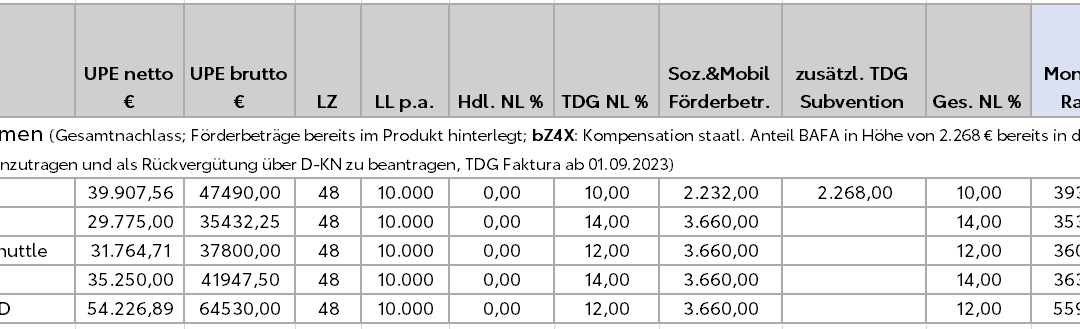 UPE netto € UPE brutto € LZ LL p.a. Hdl. NL % TDG NL % Soz.&Mobil Förderbetr. zusätzl. TDG Subvention Ges. NL % Mon Ra
men (Gesamtnachlass; Förderbeträge bereits im Produkt hinterlegt; bZ4X: Kompensation staatl. Anteil BAFA in Höhe von 2.268 € bereits in d
nzutragen und als Rückvergütung über D-KN zu beantragen, TDG Faktura ab 01.09.2023)
39.907,56 47490,00 48 10.000 0,00 10,00 2.232,00 2.268,00 10,00 393
29.775,00 35432,25 48 10.000 0,00 14,00 3.660,00 14,00 353
huttle 31.764,71 37800,00 48 10.000 0,00 12,00 3.660,00 12,00 360
35.250,00 41947,50 48 10.000 0,00 14,00 3.660,00 14,00 363
D 54.226,89 64530,00 48 10.000 0,00 12,00 3.660,00 12,00 559